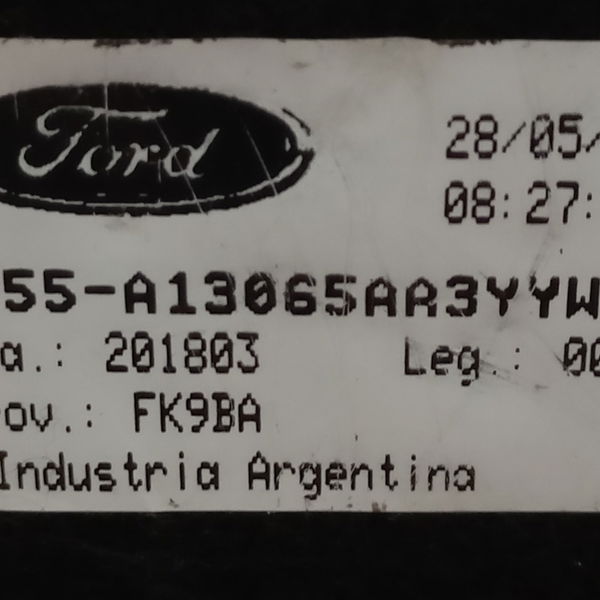 Ford
28/05/
08:27:
55-A13065AA3YYW
a.: 201803 Leg.: 00
ov.: FK9BA
Industria Argentina